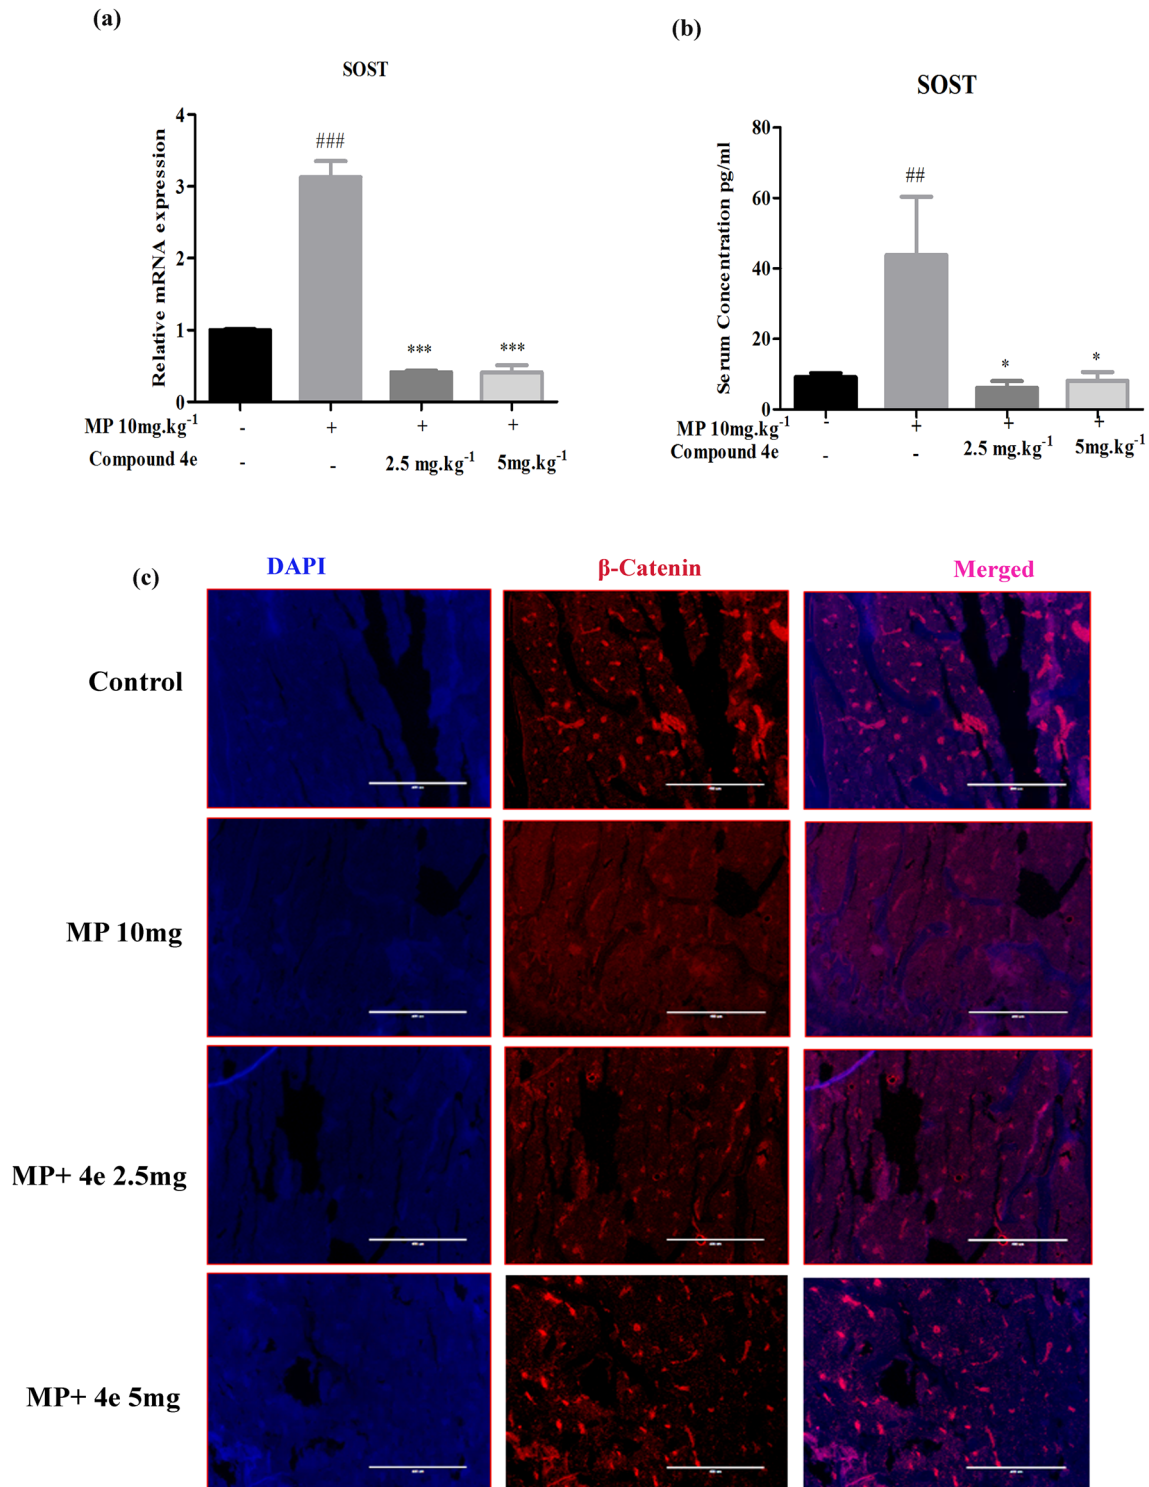 (a)
SOST
Relative mRNA expression
4
3
2
1
0
###
***
***
MP 10mg.kg⁻¹ - + + +
Compound 4e - - 2.5 mg.kg⁻¹ 5mg.kg⁻¹
(b)
SOST
Serum Concentration pg/ml
80
60
40
20
0
##
*
*
MP 10mg.kg⁻¹ - + + +
Compound 4e - - 2.5 mg.kg⁻¹ 5mg.kg⁻¹
(c)
DAPI β-Catenin Merged
Control
MP 10mg
MP+ 4e 2.5mg
MP+ 4e 5mg